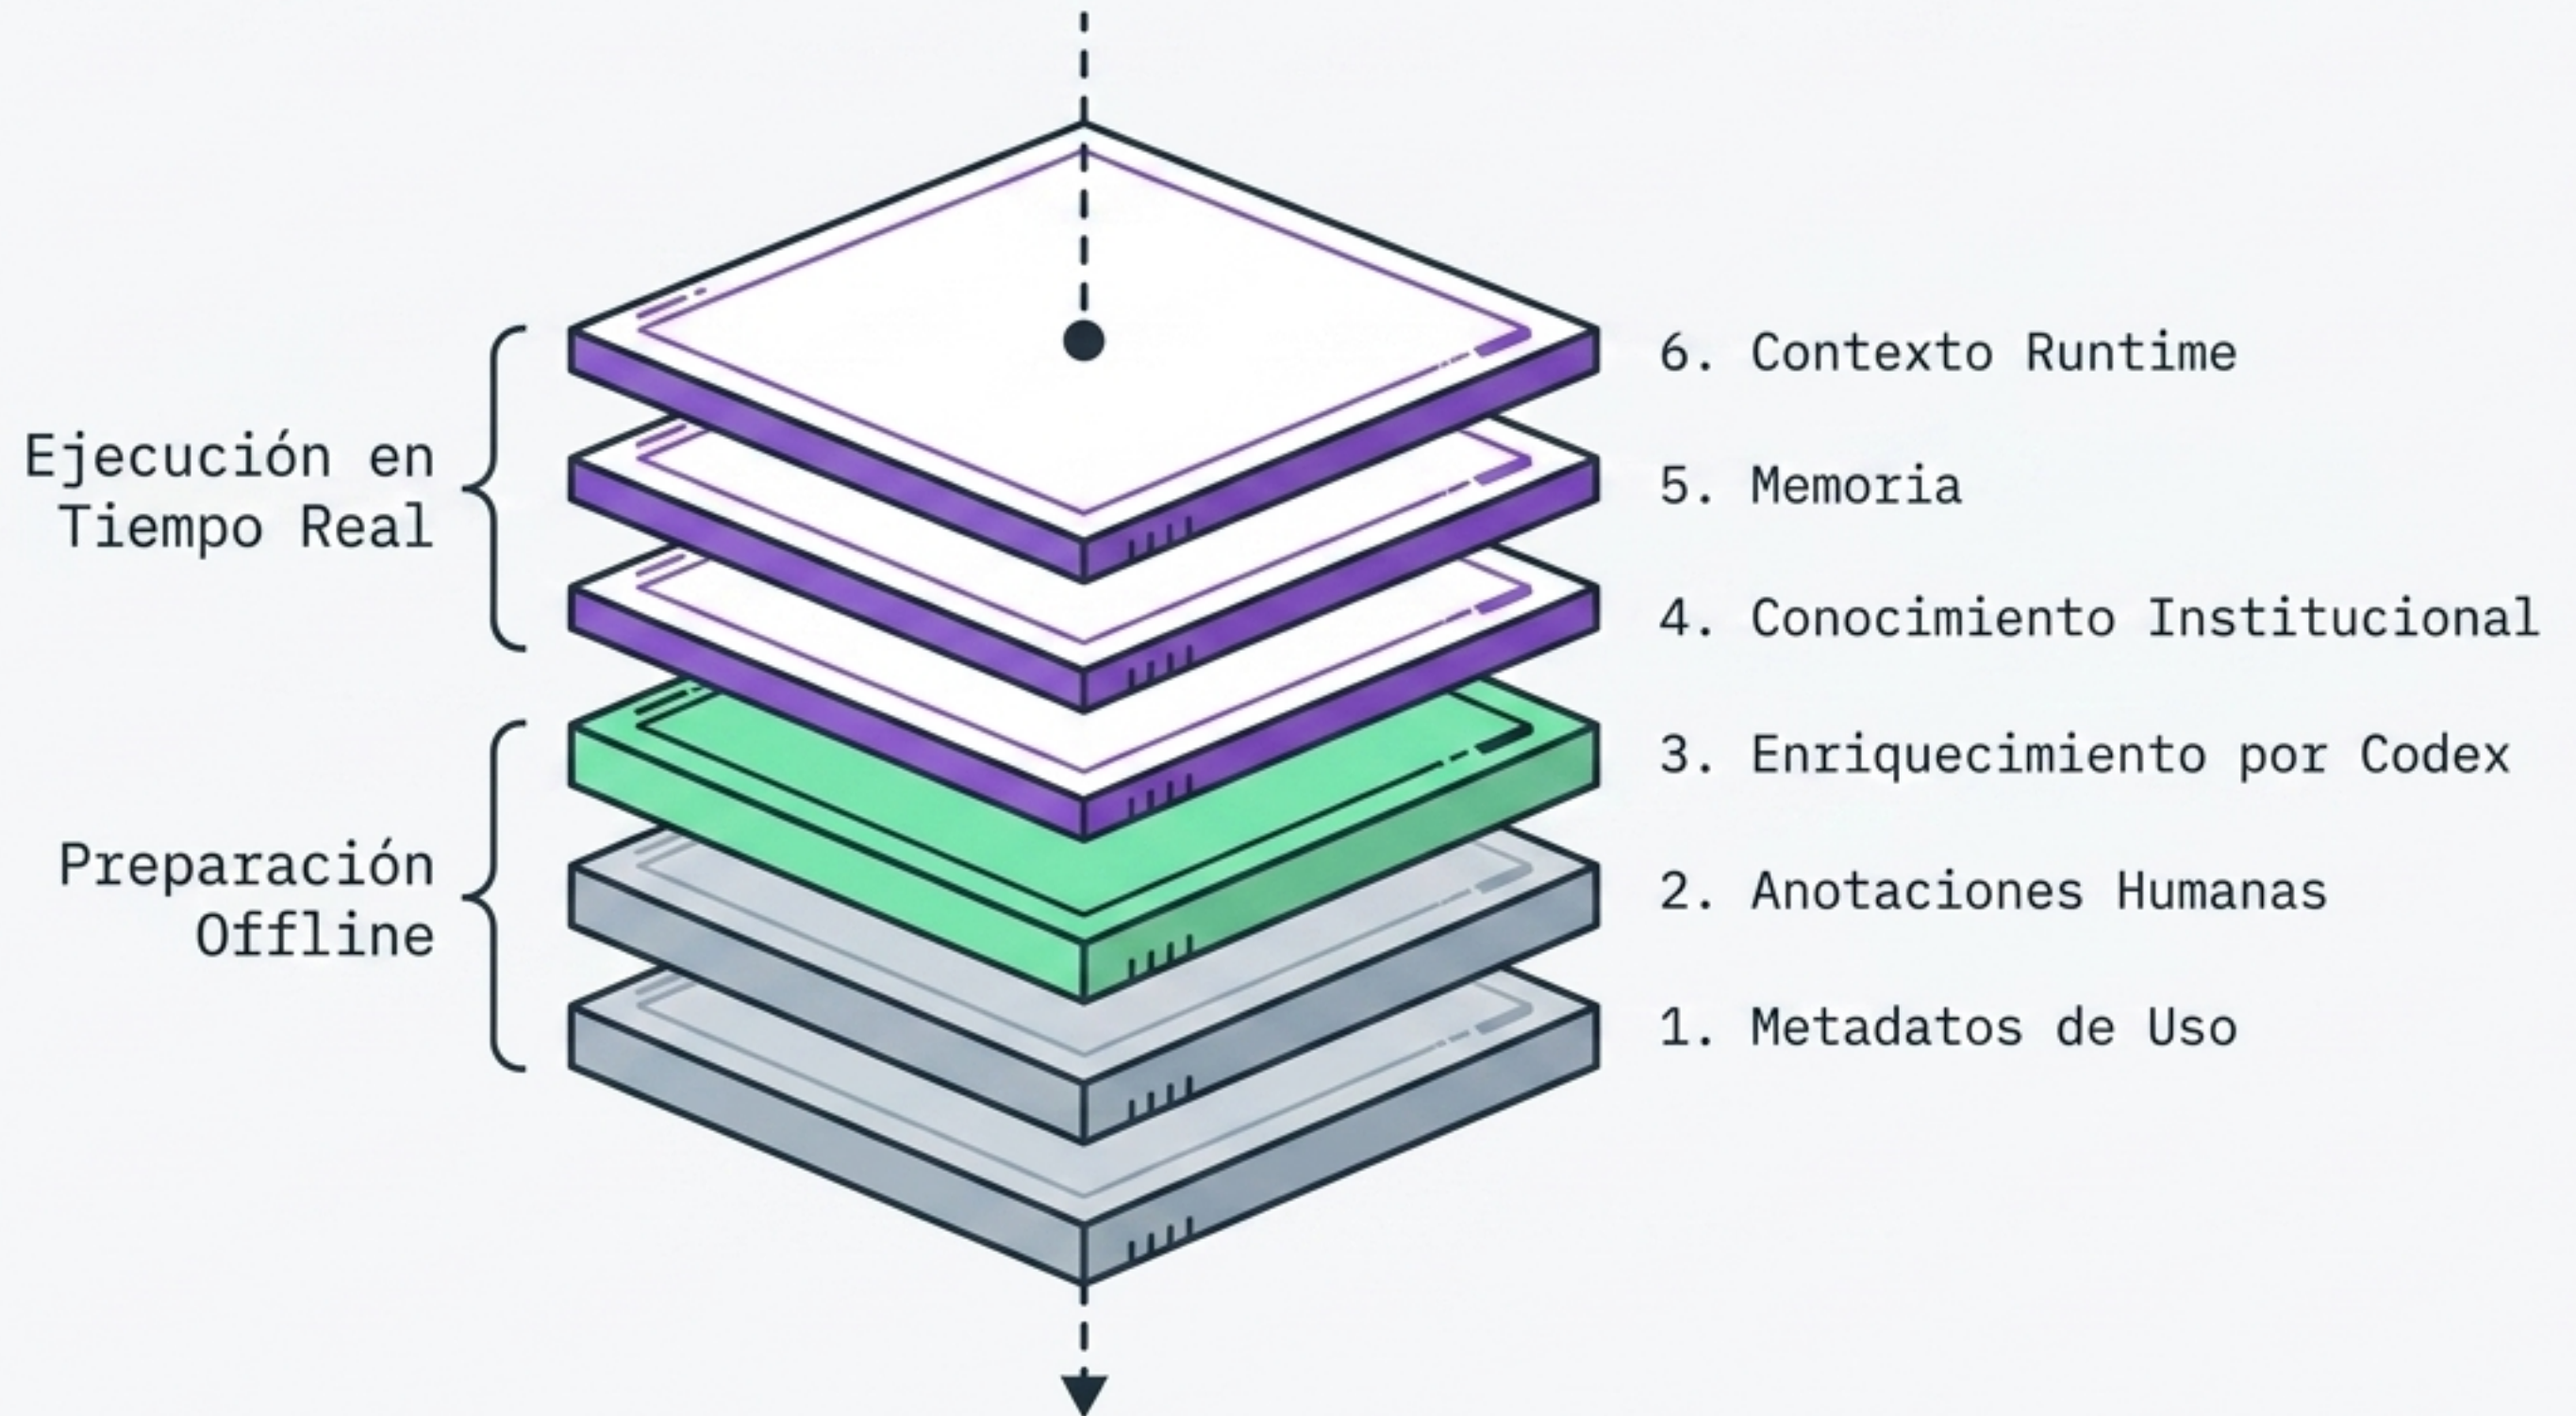 Ejecución en
Tiempo Real
Preparación
Offline
6. Contexto Runtime
5. Memoria
4. Conocimiento Institucional
3. Enriquecimiento por Codex
2. Anotaciones Humanas
1. Metadatos de Uso